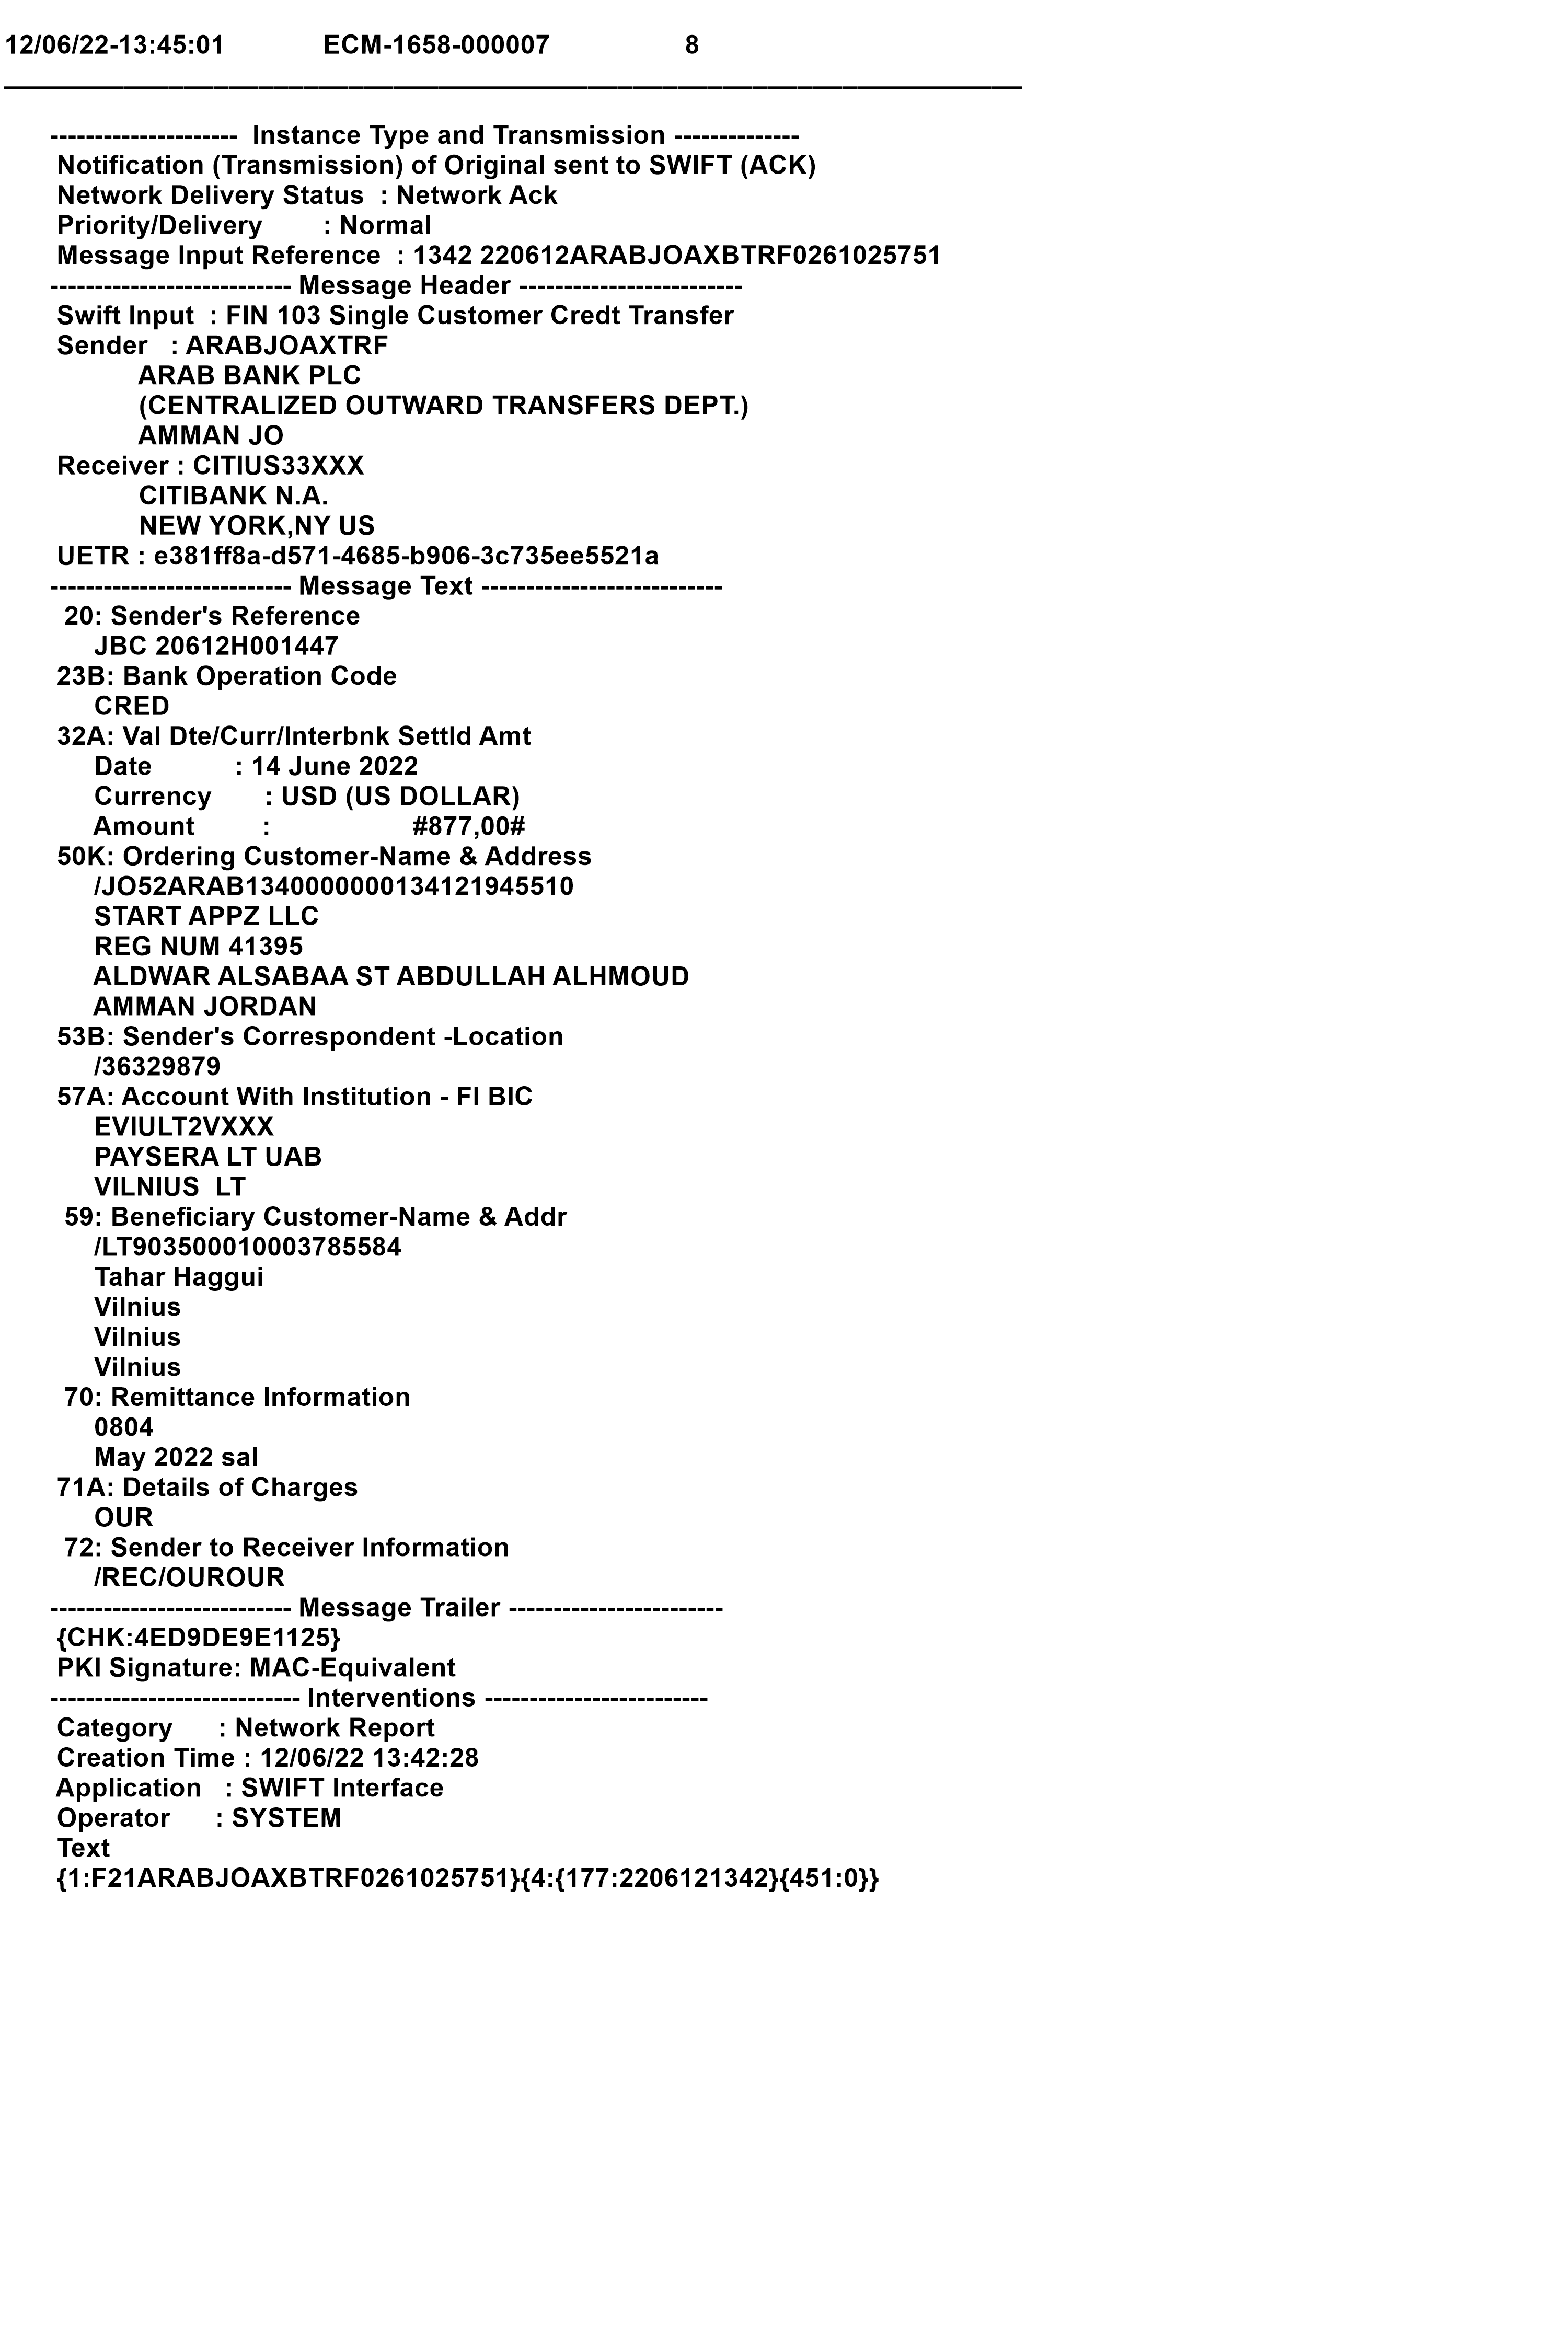 12/06/22-13:45:01 ECM-1658-000007 8
--------------------- Instance Type and Transmission --------------
Notification (Transmission) of Original sent to SWIFT (ACK)
Network Delivery Status : Network Ack
Priority/Delivery : Normal
Message Input Reference : 1342 220612ARABJOAXBTRF0261025751
--------------------------- Message Header -------------------------
Swift Input : FIN 103 Single Customer Credt Transfer
Sender : ARABJOAXTRF
ARAB BANK PLC
(CENTRALIZED OUTWARD TRANSFERS DEPT.)
AMMAN JO
Receiver : CITIUS33XXX
CITIBANK N.A.
NEW YORK,NY US
UETR : e381ff8a-d571-4685-b906-3c735ee5521a
--------------------------- Message Text ---------------------------
20: Sender's Reference
JBC 20612H001447
23B: Bank Operation Code
CRED
32A: Val Dte/Curr/Interbnk Settld Amt
Date : 14 June 2022
Currency : USD (US DOLLAR)
Amount : #877,00#
50K: Ordering Customer-Name & Address
/JO52ARAB1340000000134121945510
START APPZ LLC
REG NUM 41395
ALDWAR ALSABAA ST ABDULLAH ALHMOUD
AMMAN JORDAN
53B: Sender's Correspondent -Location
/36329879
57A: Account With Institution - FI BIC
EVIULT2VXXX
PAYSERA LT UAB
VILNIUS LT
59: Beneficiary Customer-Name & Addr
/LT903500010003785584
Tahar Haggui
Vilnius
Vilnius
Vilnius
70: Remittance Information
0804
May 2022 sal
71A: Details of Charges
OUR
72: Sender to Receiver Information
/REC/OUROUR
--------------------------- Message Trailer ------------------------
{CHK:4ED9DE9E1125}
PKI Signature: MAC-Equivalent
---------------------------- Interventions -------------------------
Category : Network Report
Creation Time : 12/06/22 13:42:28
Application : SWIFT Interface
Operator : SYSTEM
Text
{1:F21ARABJOAXBTRF0261025751}{4:{177:2206121342}{451:0}}